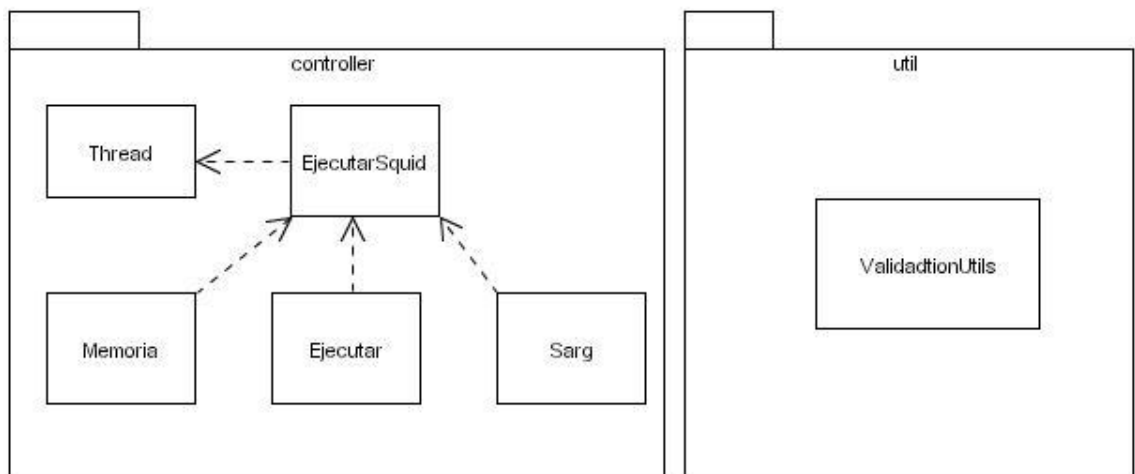 controller
util
Thread
EjecutarSquid
ValidadtionUtils
Memoria
Ejecutar
Sarg